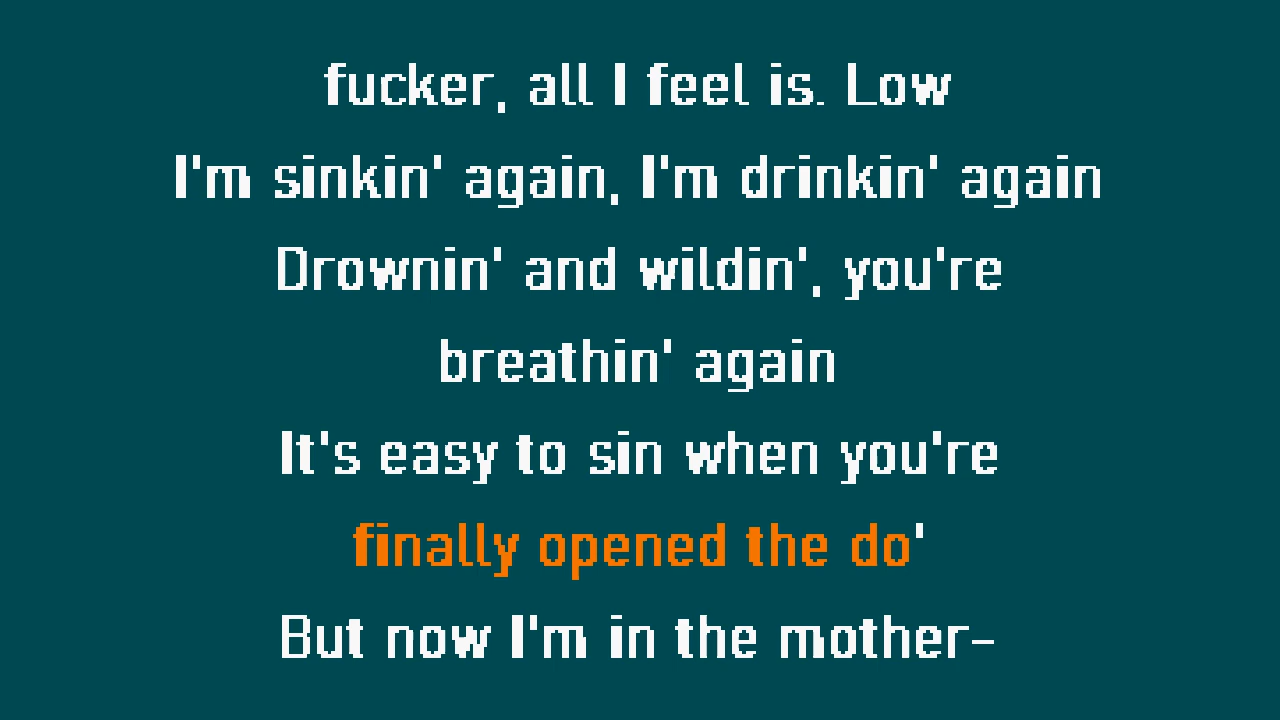 fucker, all I feel is. Low
I'm sinkin' again, I'm drinkin' again
Drownin' and wildin', you're
breathin' again
It's easy to sin when you're
finally opened the do'
But now I'm in the mother-